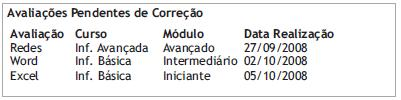 Avaliações Pendentes de Correção
Avaliação Curso Módulo Data Realização
Redes Inf. Avançada Avançado 27/09/2008
Word Inf. Básica Intermediário 02/10/2008
Excel Inf. Básica Iniciante 05/10/2008